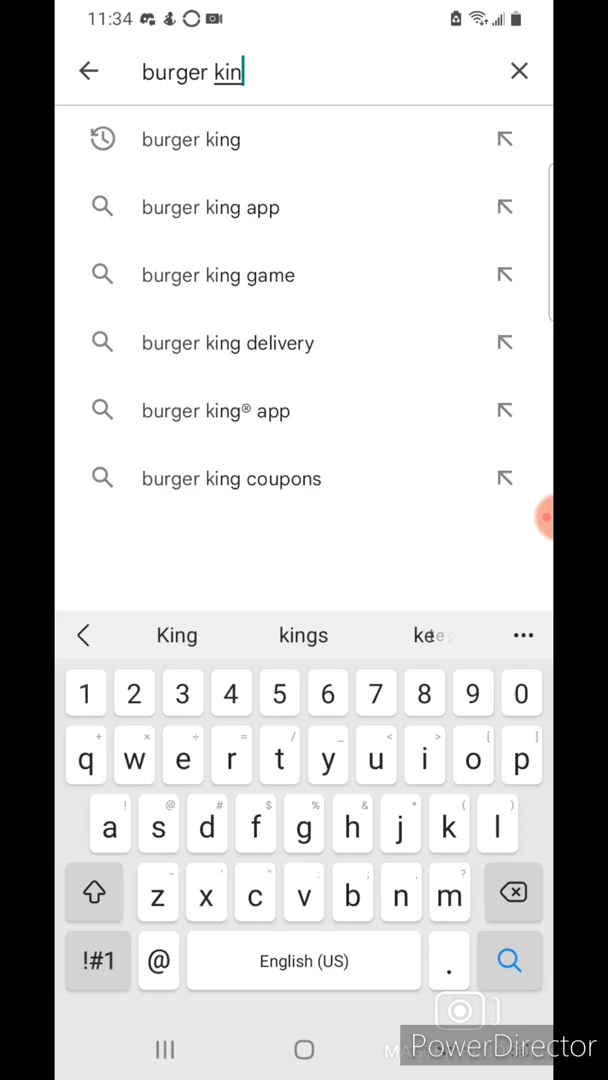 11:34
burger kin
burger king
burger king app
burger king game
burger king delivery
burger king® app
burger king coupons
King kings
1 2 3 4 5 6 7 8 9 0
+ × ÷ = / _ < > [ ]
q w e r t y u i o p
! @ # $ % & * ( )
a s d f g h j k l
- ' " : ; , ?
z x c v b n m
!#1 @ English (US) .
PowerDirector